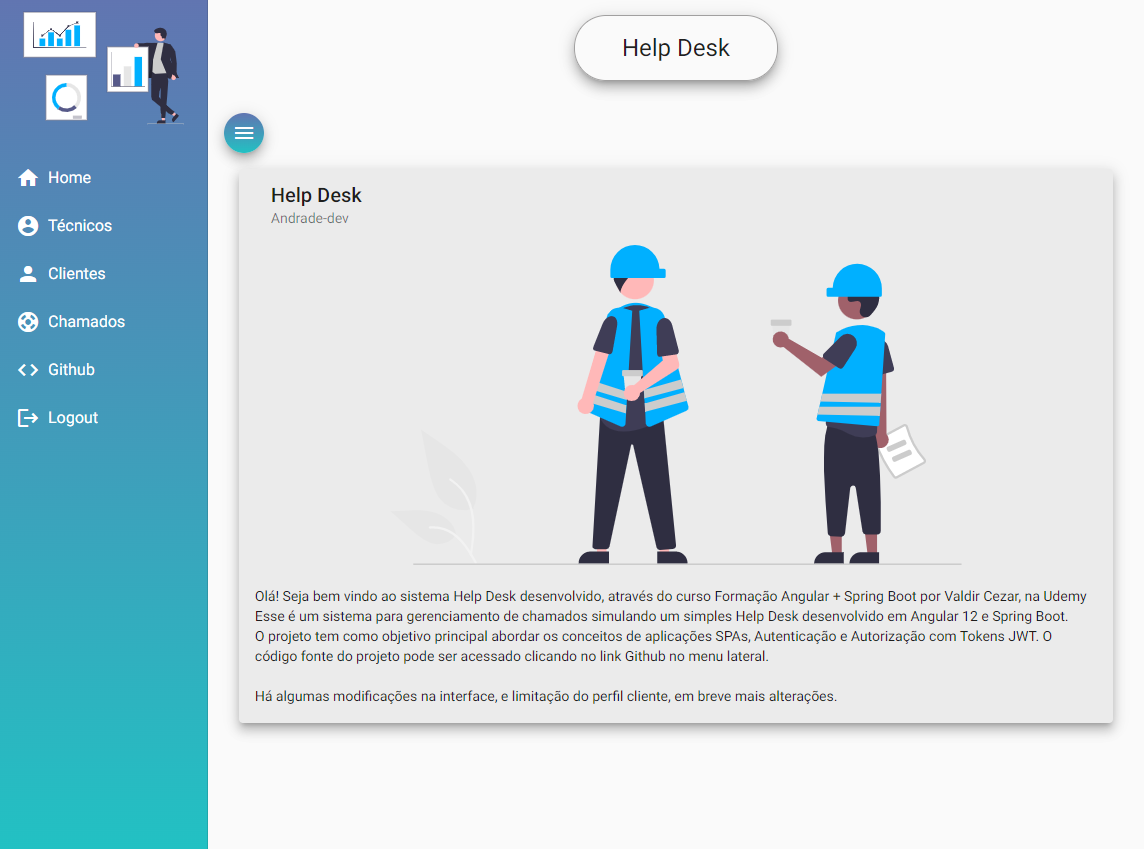 Help Desk
Home
Técnicos
Clientes
Chamados
Github
Logout
Help Desk
Andrade-dev
Olá! Seja bem vindo ao sistema Help Desk desenvolvido, através do curso Formação Angular + Spring Boot por Valdir Cezar, na Udemy
Esse é um sistema para gerenciamento de chamados simulando um simples Help Desk desenvolvido em Angular 12 e Spring Boot.
O projeto tem como objetivo principal abordar os conceitos de aplicações SPAs, Autenticação e Autorização com Tokens JWT. O
código fonte do projeto pode ser acessado clicando no link Github no menu lateral.
Há algumas modificações na interface, e limitação do perfil cliente, em breve mais alterações.